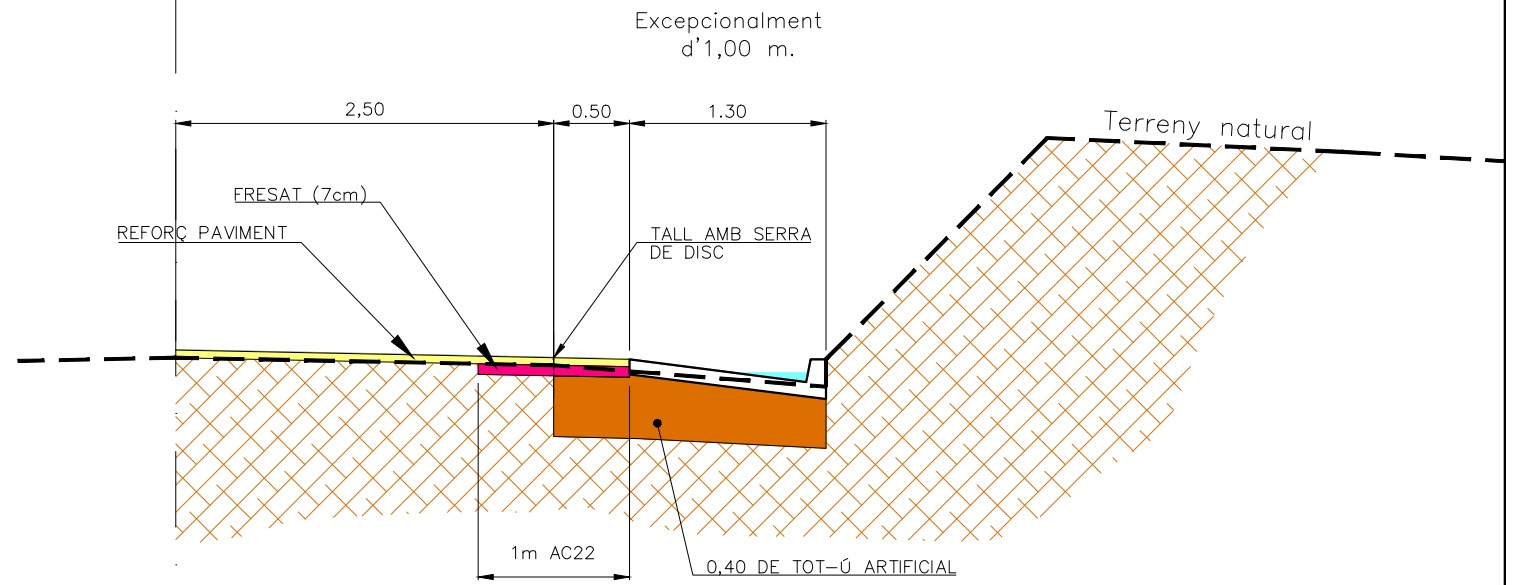 Excepcionalment
d'1,00 m.
2,50
0.50
1.30
Terreny natural
FRESAT (7cm)
REFORÇ PAVIMENT
TALL AMB SERRA
DE DISC
1m AC22
0,40 DE TOT-Ú ARTIFICIAL